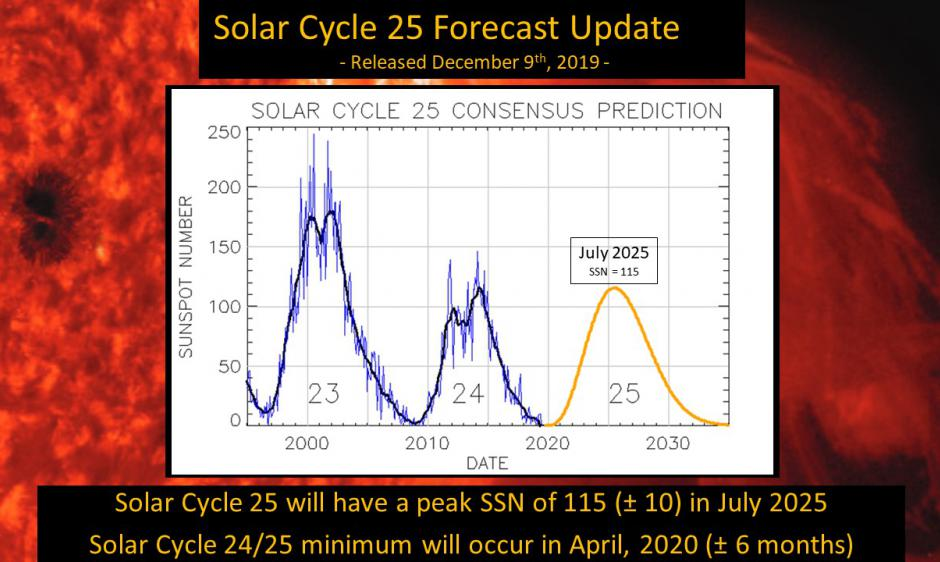 Solar Cycle 25 Forecast Update
- Released December 9th, 2019 -
SOLAR CYCLE 25 CONSENSUS PREDICTION
250
200
150
100
50
0
SUNSPOT NUMBER
July 2025
SSN = 115
23
24
25
2000
2010
2020
2030
DATE
Solar Cycle 25 will have a peak SSN of 115 (± 10) in July 2025
Solar Cycle 24/25 minimum will occur in April, 2020 (± 6 months)